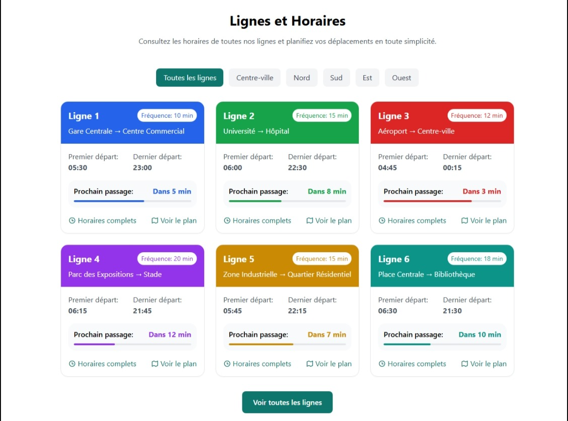 Lignes et Horaires
Consultez les horaires de toutes nos lignes et planifiez vos déplacements en toute simplicité.
Toutes les lignes Centre-ville Nord Sud Est Ouest
Ligne 1 Fréquence: 10 min
Gare Centrale → Centre Commercial
Premier départ: Dernier départ:
05:30 23:00
Prochain passage: Dans 5 min
Horaires complets Voir le plan
Ligne 2 Fréquence: 15 min
Université → Hôpital
Premier départ: Dernier départ:
06:00 22:30
Prochain passage: Dans 8 min
Horaires complets Voir le plan
Ligne 3 Fréquence: 12 min
Aéroport → Centre-ville
Premier départ: Dernier départ:
04:45 00:15
Prochain passage: Dans 3 min
Horaires complets Voir le plan
Ligne 4 Fréquence: 20 min
Parc des Expositions → Stade
Premier départ: Dernier départ:
06:15 21:45
Prochain passage: Dans 12 min
Horaires complets Voir le plan
Ligne 5 Fréquence: 15 min
Zone Industrielle → Quartier Résidentiel
Premier départ: Dernier départ:
05:45 22:15
Prochain passage: Dans 7 min
Horaires complets Voir le plan
Ligne 6 Fréquence: 18 min
Place Centrale → Bibliothèque
Premier départ: Dernier départ:
06:30 21:30
Prochain passage: Dans 10 min
Horaires complets Voir le plan
Voir toutes les lignes